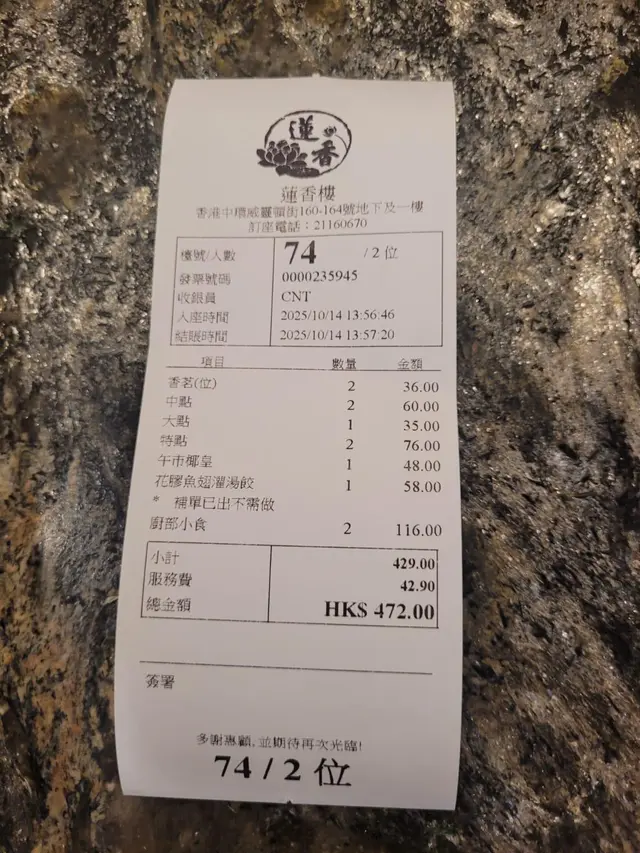 蓮香
蓮香樓
香港中環威靈頓街160-164號地下及一樓
訂座電話：21160670
檯號/人數 74 /2 位
發票號碼 0000235945
收銀員 CNT
入座時間 2025/10/14 13:56:46
結賬時間 2025/10/14 13:57:20
項目 數量 金額
香茗(位) 2 36.00
中點 2 60.00
大點 1 35.00
特點 2 76.00
午市椰皇 1 48.00
花膠魚翅灌湯餃 1 58.00
* 補單已出不需做
廚部小食 2 116.00
小計 429.00
服務費 42.90
總金額 HK$ 472.00
簽署
多謝惠顧,並期待再次光臨!
74 / 2 位